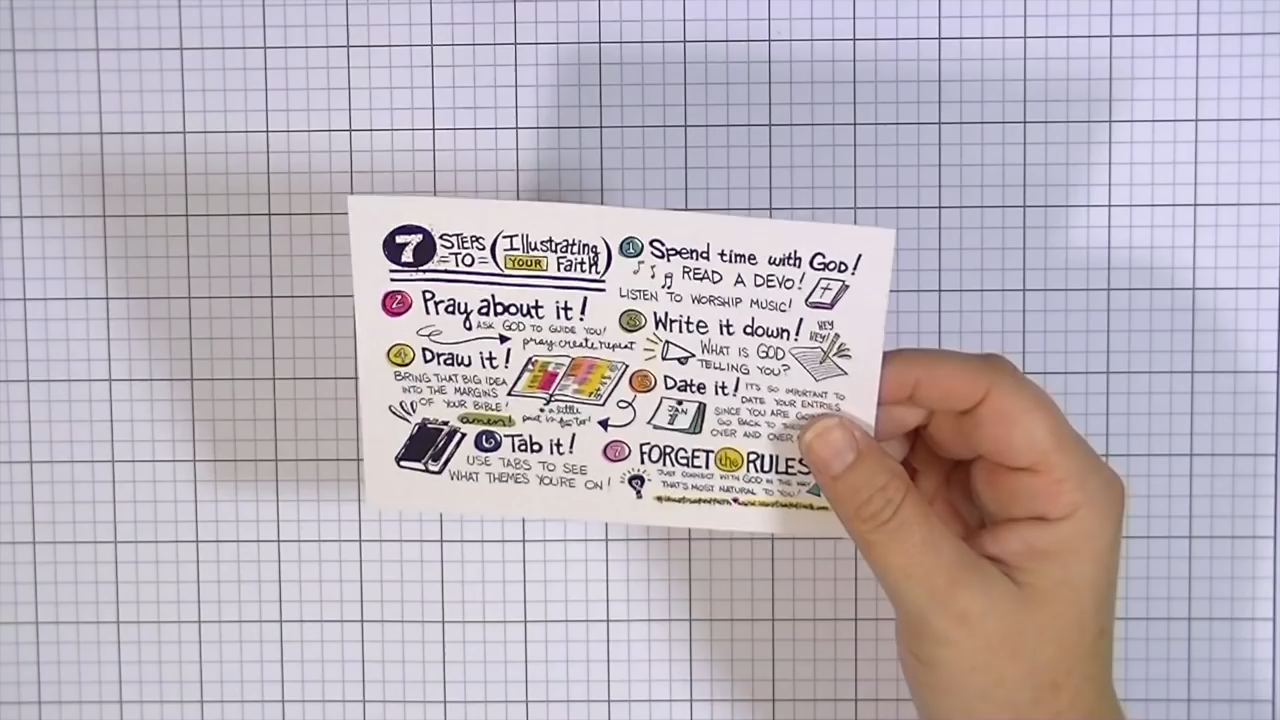 7 STEPS
=TO=
(Illustrating
YOUR Faith)
1 Spend time with GOD!
READ A DEVO!
LISTEN TO WORSHIP MUSIC!
2 Pray about it!
ASK GOD TO GUIDE YOU!
pray.create.repeat
3 Write it down!
HEY
HEY!
WHAT IS GOD
TELLING YOU?
4 Draw it!
BRING THAT BIG IDEA
INTO THE MARGINS
OF YOUR BIBLE!
amen!
a little
5 Date it! IT'S SO IMPORTANT TO
DATE YOUR ENTRIES
SINCE YOU ARE
GO BACK TO
OVER AND OVER
JAN
1
6 Tab it!
USE TABS TO SEE
WHAT THEMES YOU'RE ON!
7 FORGET the RULES
JUST CONNECT WITH GOD IN THE WAY
THAT'S MOST NATURAL TO YOU!